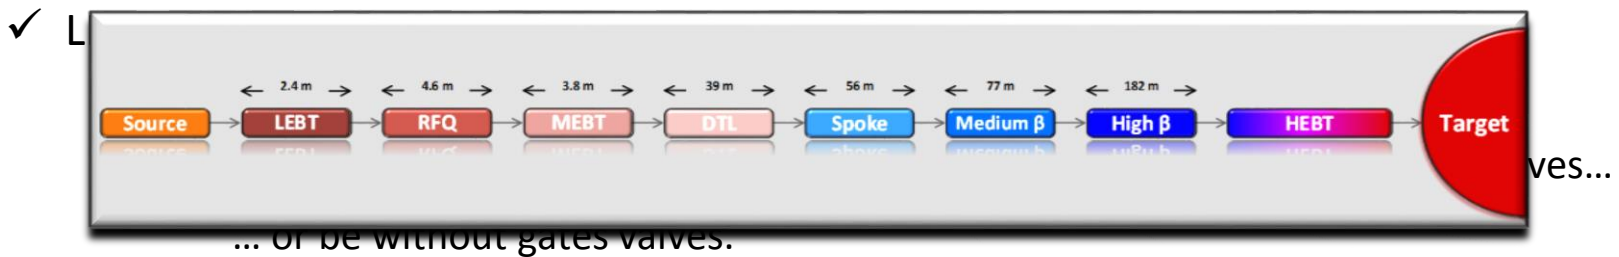 ✓ L
2.4 m 4.6 m 3.8 m 39 m 56 m 77 m 182 m
Source LEBT RFQ MEBT DTL Spoke Medium β High β HEBT Target
ves…
… or be without gates valves.